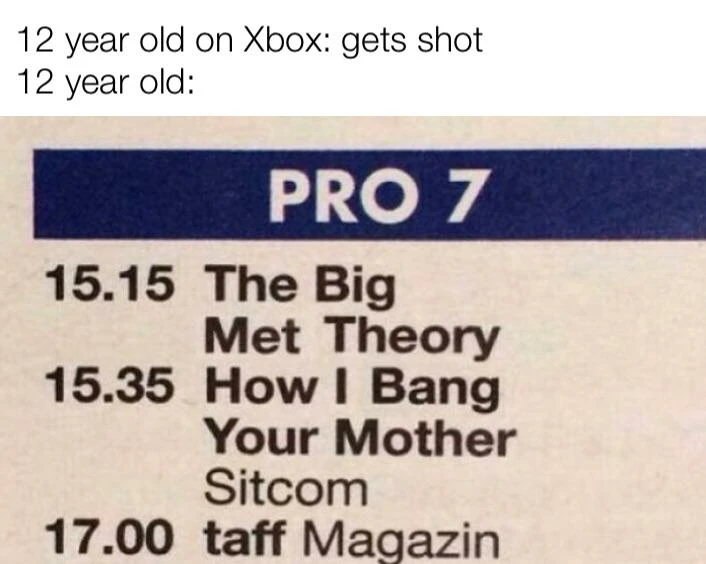 12 year old on Xbox: gets shot
12 year old:
PRO 7
15.15 The Big
Met Theory
15.35 How I Bang
Your Mother
Sitcom
17.00 taff Magazin